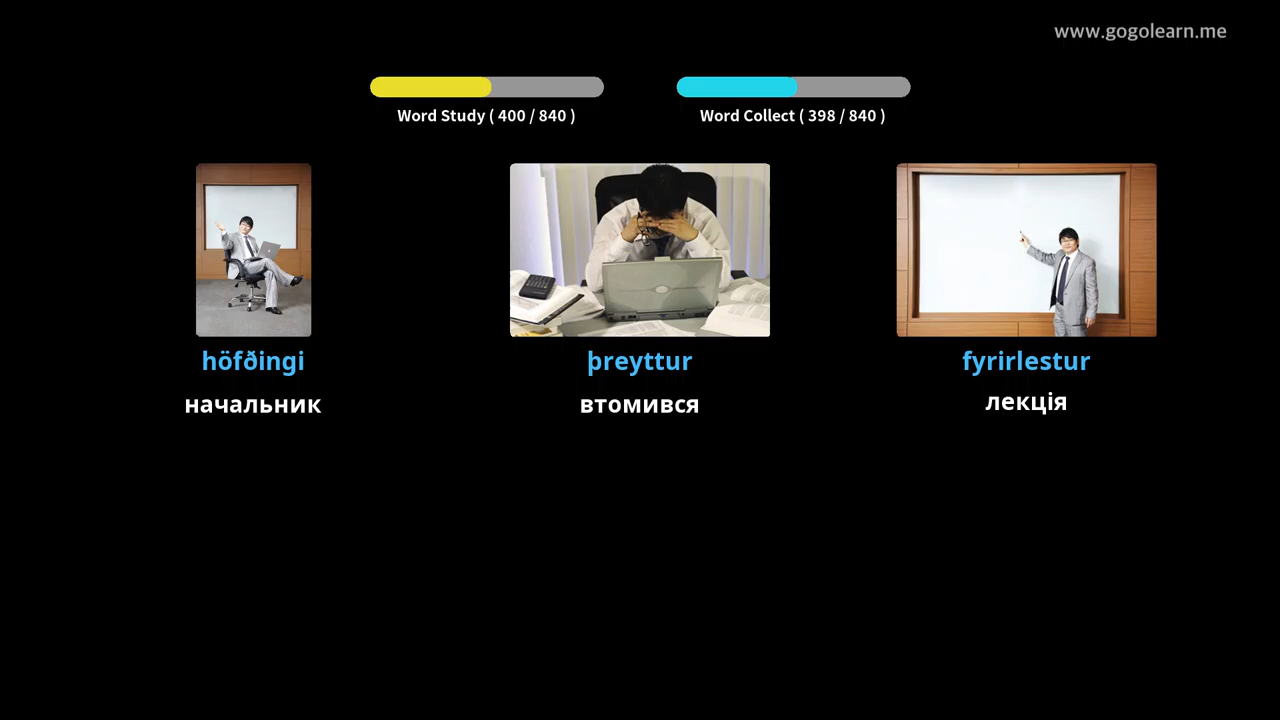 www.gogolearn.me
Word Study ( 400 / 840 )
Word Collect ( 398 / 840 )
höfðingi
þreyttur
fyrirlestur
начальник
втомився
лекція